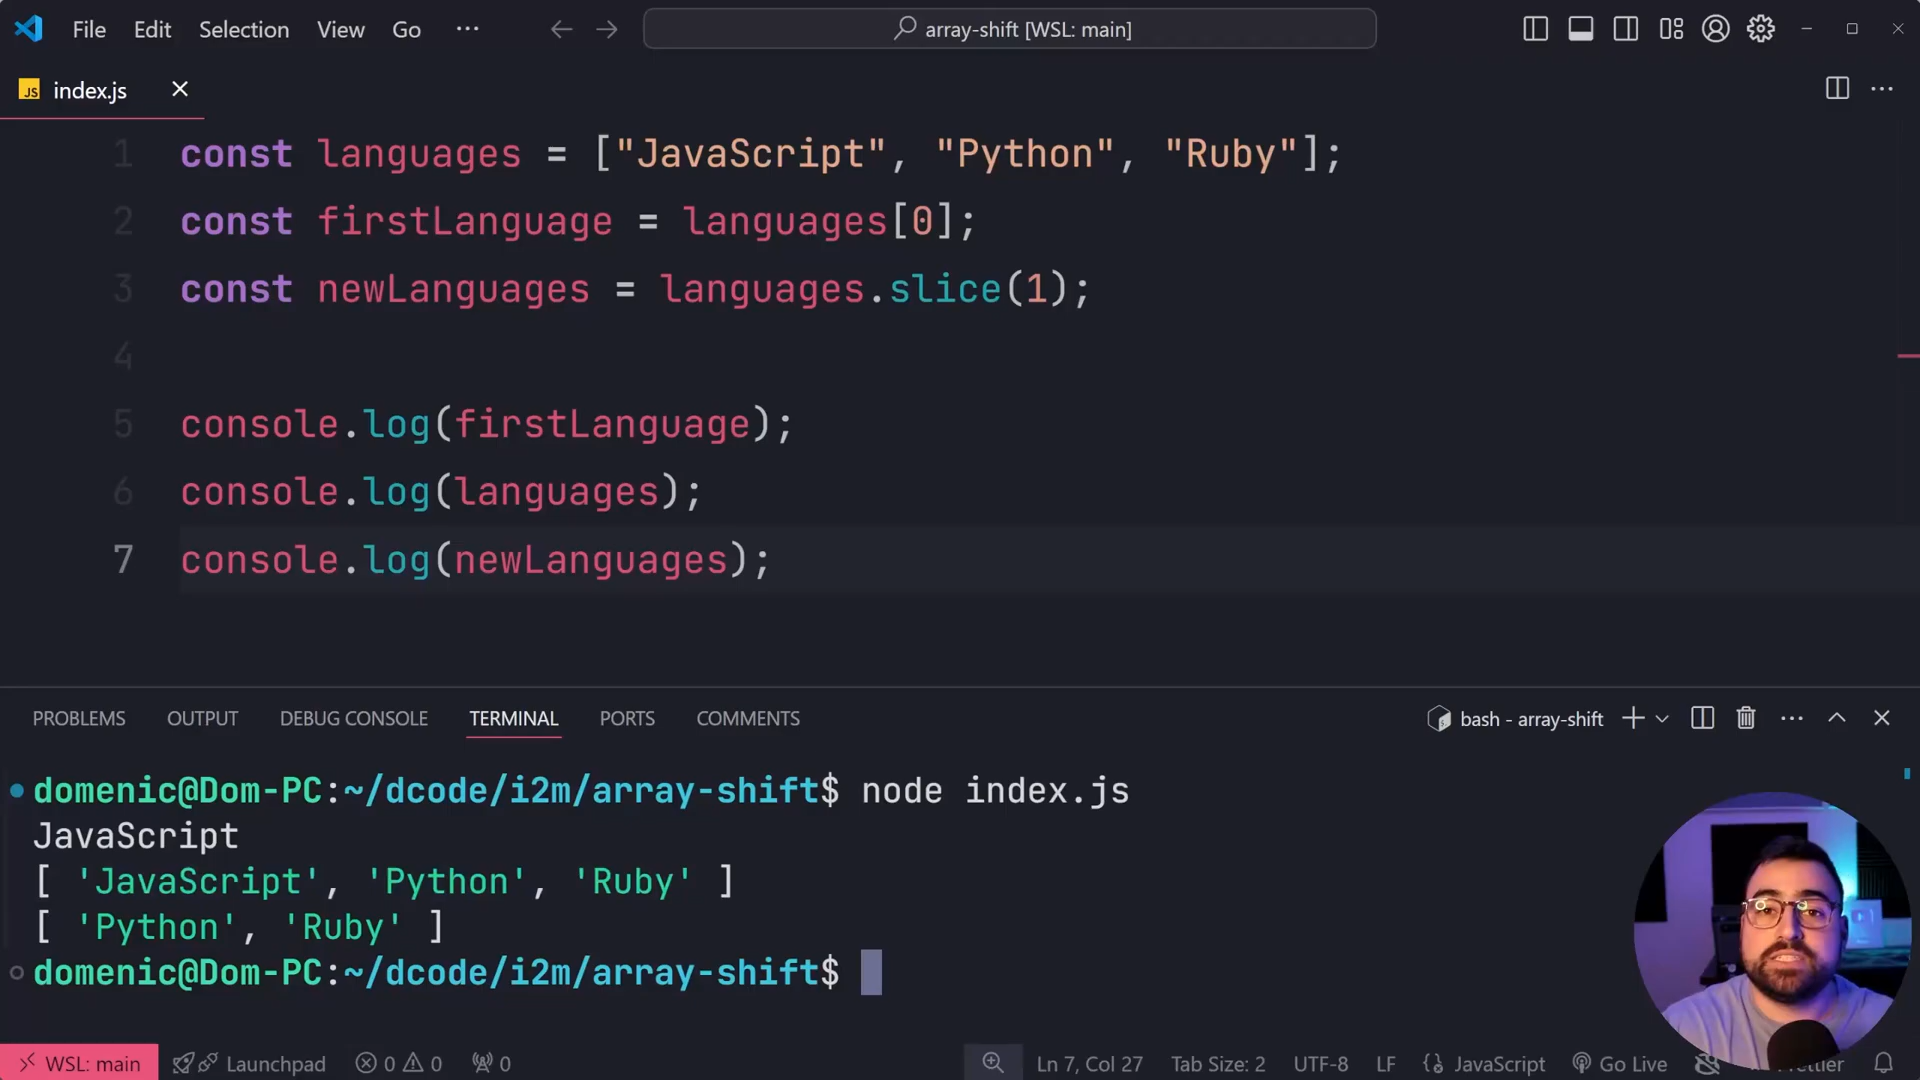 File Edit Selection View Go ··· array-shift [WSL: main]
JS index.js
1 const languages = ["JavaScript", "Python", "Ruby"];
2 const firstLanguage = languages[0];
3 const newLanguages = languages.slice(1);
4
5 console.log(firstLanguage);
6 console.log(languages);
7 console.log(newLanguages);
PROBLEMS OUTPUT DEBUG CONSOLE TERMINAL PORTS COMMENTS bash - array-shift
domenic@Dom-PC:~/dcode/i2m/array-shift$ node index.js
JavaScript
[ 'JavaScript', 'Python', 'Ruby' ]
[ 'Python', 'Ruby' ]
domenic@Dom-PC:~/dcode/i2m/array-shift$
WSL: main Launchpad 0 0 0 Ln 7, Col 27 Tab Size: 2 UTF-8 LF {} JavaScript Go Live